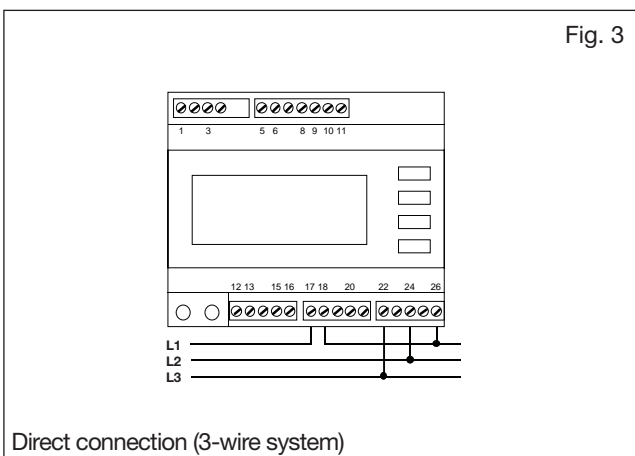 Fig. 3
1 3 5 6 8 9 10 11
12 13 15 16 17 18 20 22 24 26
L1
L2
L3
Direct connection (3-wire system)